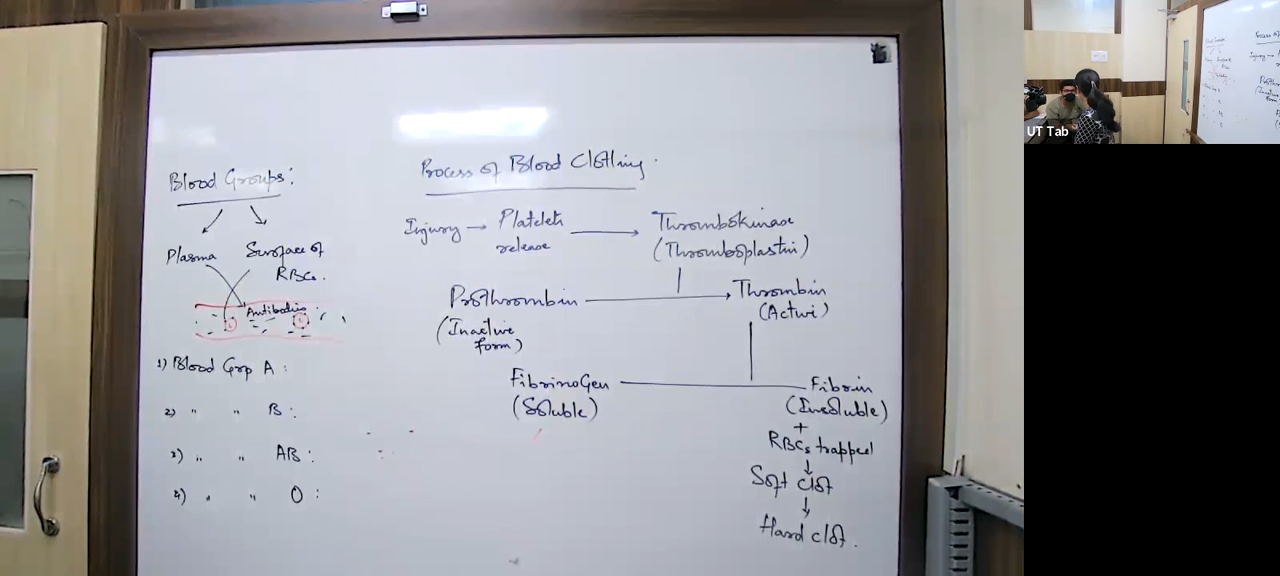 Blood Groups:
Plasma
Surface of
RBCs.
Antibodies
1) Blood Grp A :
2) " " B :
3) " " AB :
4) " " O :
Process of Blood Clotting.
Injury → Platelets
release → Thrombokinase
(Thromboplastin)
Prothrombin → Thrombin
(Inactive
form)
(Active)
FibrinoGen Fibrin
(Soluble) (Insoluble)
+
RBCs trapped
↓
Soft clot
↓
Hard clot.
UT Tab